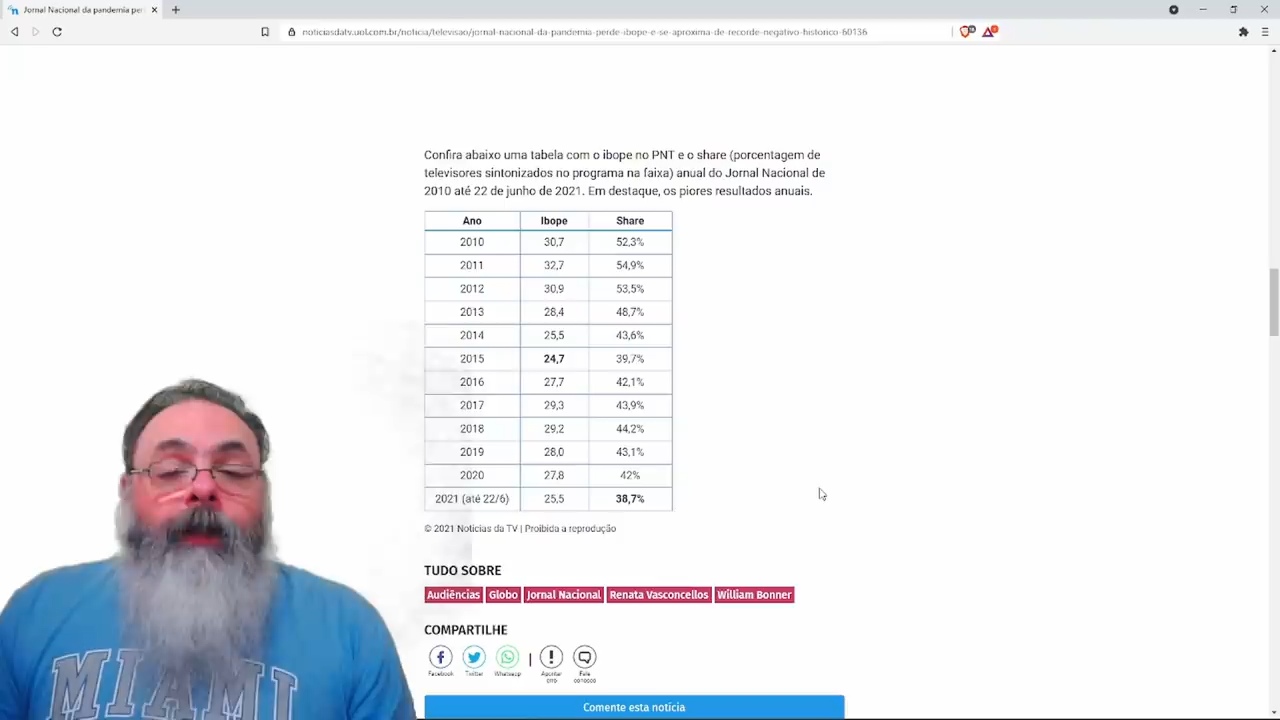 Jornal Nacional da pandemia per
noticiasdatv.uol.com.br/noticia/televisao/jornal-nacional-da-pandemia-perde-ibope-e-se-aproxima-de-recorde-negativo-historico-60136
Confira abaixo uma tabela com o ibope no PNT e o share (porcentagem de
televisores sintonizados no programa na faixa) anual do Jornal Nacional de
2010 até 22 de junho de 2021. Em destaque, os piores resultados anuais.
Ano Ibope Share
2010 30,7 52,3%
2011 32,7 54,9%
2012 30,9 53,5%
2013 28,4 48,7%
2014 25,5 43,6%
2015 24,7 39,7%
2016 27,7 42,1%
2017 29,3 43,9%
2018 29,2 44,2%
2019 28,0 43,1%
2020 27,8 42%
2021 (até 22/6) 25,5 38,7%
© 2021 Notícias da TV | Proibida a reprodução
TUDO SOBRE
Audiências Globo Jornal Nacional Renata Vasconcellos William Bonner
COMPARTILHE
Facebook Twitter Whatsapp | Apontar erro Fale conosco
Comente esta notícia
MIAMI